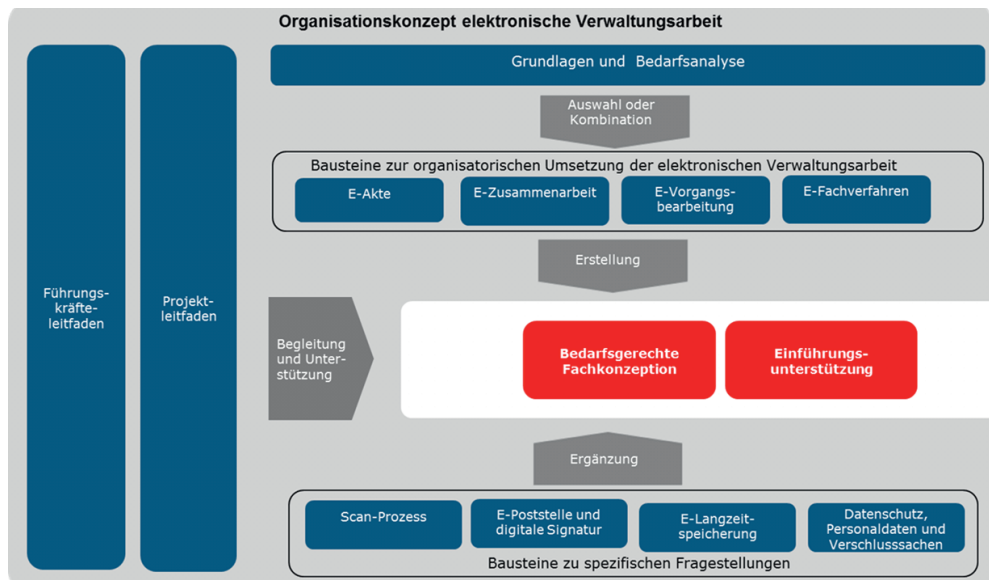 Organisationskonzept elektronische Verwaltungsarbeit
Führungs-
kräfte-
leitfaden
Projekt-
leitfaden
Grundlagen und Bedarfsanalyse
Auswahl oder
Kombination
Bausteine zur organisatorischen Umsetzung der elektronischen Verwaltungsarbeit
E-Akte
E-Zusammenarbeit
E-Vorgangs-
bearbeitung
E-Fachverfahren
Erstellung
Begleitung
und Unter-
stützung
Bedarfsgerechte
Fachkonzeption
Einführungs-
unterstützung
Ergänzung
Scan-Prozess
E-Poststelle und
digitale Signatur
E-Langzeit-
speicherung
Datenschutz,
Personaldaten und
Verschlusssachen
Bausteine zu spezifischen Fragestellungen